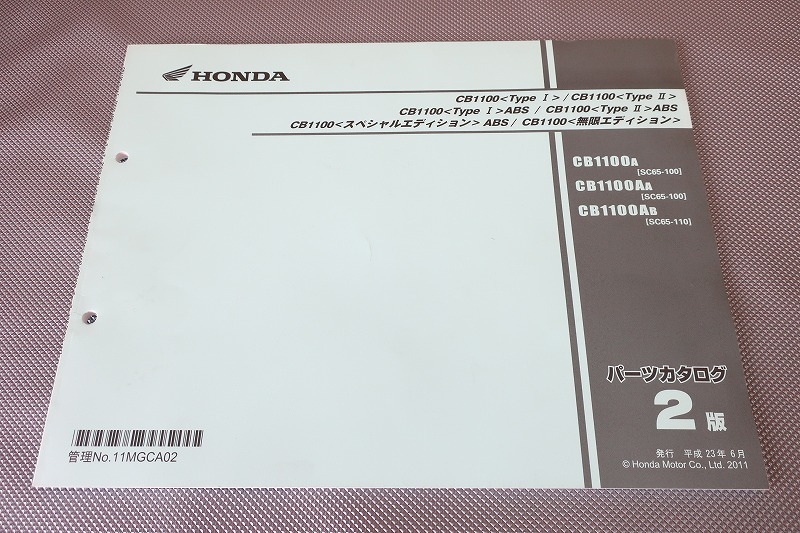 HONDA
CB1100<Type Ⅰ>/CB1100<Type Ⅱ>
CB1100<Type Ⅰ>ABS / CB1100<Type Ⅱ>ABS
CB1100<スペシャルエディション> ABS/ CB1100<無限エディション>
CB1100A
[SC65-100]
CB1100AA
[SC65-100]
CB1100AB
[SC65-110]
パーツカタログ
2版
発行 平成 23年 6月
© Honda Motor Co., Ltd. 2011
管理No.11MGCA02